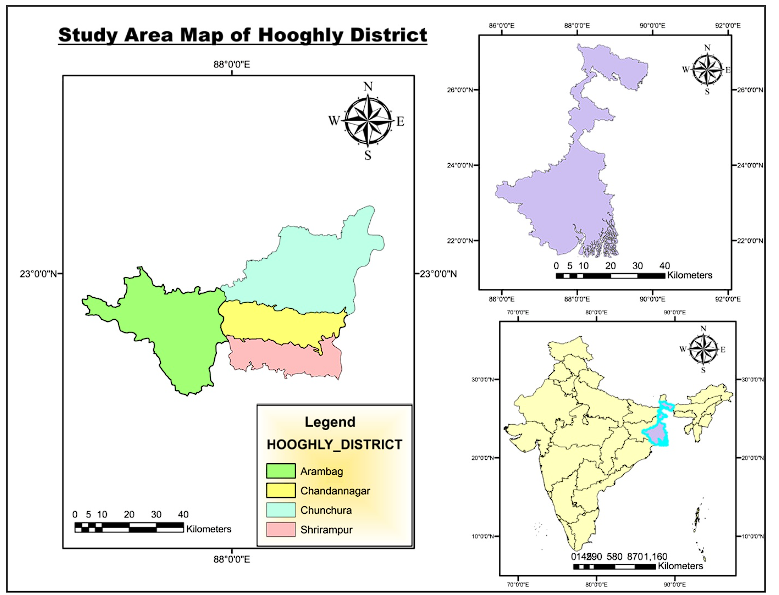 Study Area Map of Hooghly District
88°0'0"E
N
W E
S
23°0'0"N 23°0'0"N
Legend
HOOGHLY_DISTRICT
Arambag
Chandannagar
Chunchura
Shrirampur
0 5 10 20 30 40
Kilometers
88°0'0"E
86°0'0"E 88°0'0"E 90°0'0"E 92°0'0"E
N
W E
S
26°0'0"N 26°0'0"N
24°0'0"N 24°0'0"N
22°0'0"N 22°0'0"N
0 5 10 20 30 40
Kilometers
86°0'0"E 88°0'0"E 90°0'0"E 92°0'0"E
70°0'0"E 80°0'0"E 90°0'0"E
N
W E
S
30°0'0"N 30°0'0"N
20°0'0"N 20°0'0"N
10°0'0"N 10°0'0"N
580 870 1,160
Kilometers
70°0'0"E 80°0'0"E 90°0'0"E